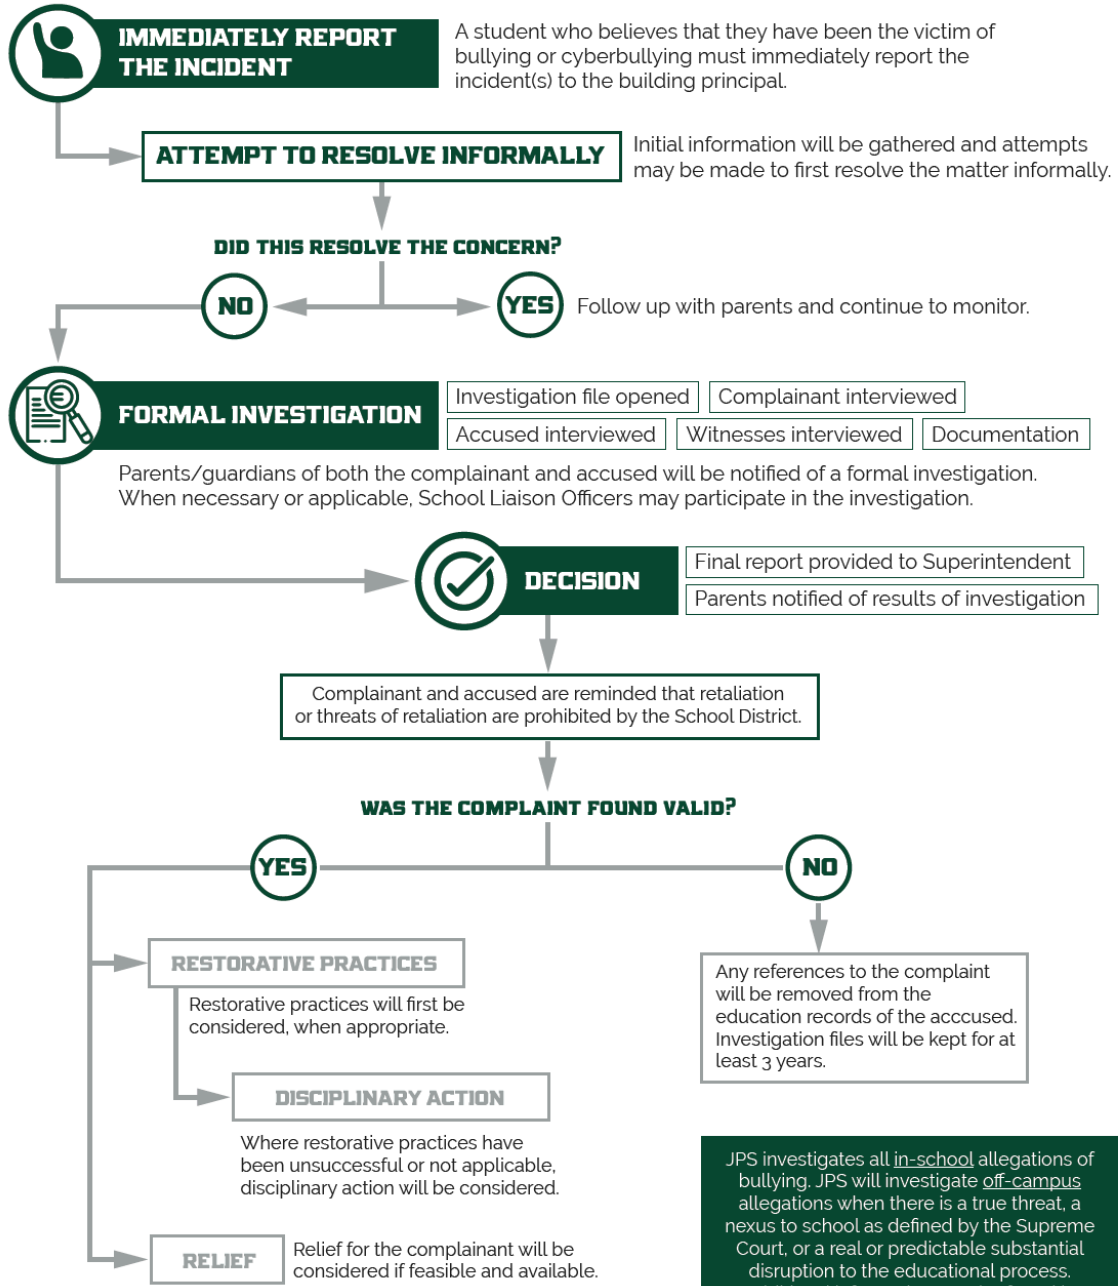 IMMEDIATELY REPORT
THE INCIDENT
A student who believes that they have been the victim of
bullying or cyberbullying must immediately report the
incident(s) to the building principal.
ATTEMPT TO RESOLVE INFORMALLY
Initial information will be gathered and attempts
may be made to first resolve the matter informally.
DID THIS RESOLVE THE CONCERN?
NO
YES
Follow up with parents and continue to monitor.
FORMAL INVESTIGATION
Investigation file opened
Complainant interviewed
Accused interviewed
Witnesses interviewed
Documentation
Parents/guardians of both the complainant and accused will be notified of a formal investigation.
When necessary or applicable, School Liaison Officers may participate in the investigation.
DECISION
Final report provided to Superintendent
Parents notified of results of investigation
Complainant and accused are reminded that retaliation
or threats of retaliation are prohibited by the School District.
WAS THE COMPLAINT FOUND VALID?
YES
NO
RESTORATIVE PRACTICES
Restorative practices will first be
considered, when appropriate.
DISCIPLINARY ACTION
Where restorative practices have
been unsuccessful or not applicable,
disciplinary action will be considered.
RELIEF
Relief for the complainant will be
considered if feasible and available.
Any references to the complaint
will be removed from the
education records of the acccused.
Investigation files will be kept for at
least 3 years.
JPS investigates all in-school allegations of
bullying. JPS will investigate off-campus
allegations when there is a true threat, a
nexus to school as defined by the Supreme
Court, or a real or predictable substantial
disruption to the educational process.